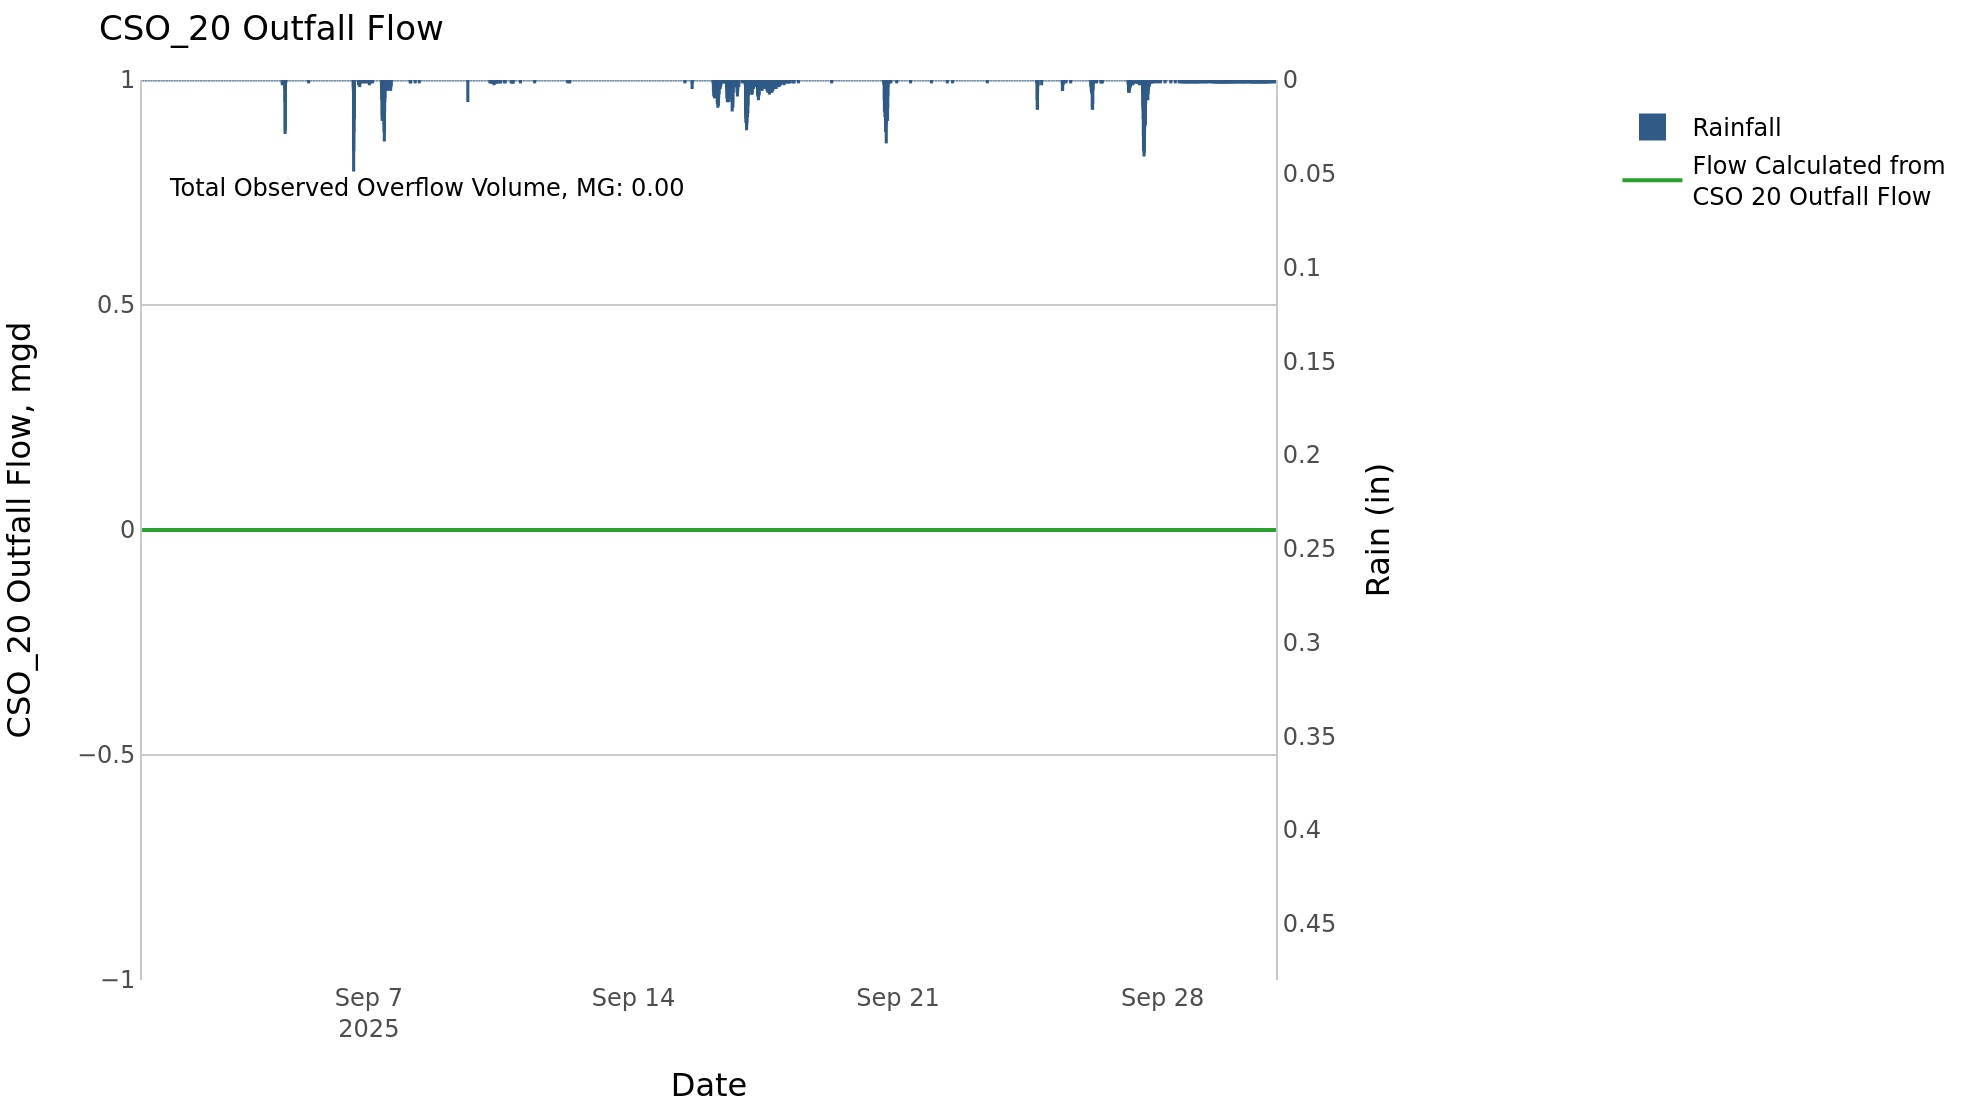 CSO_20 Outfall Flow
1
0.5
0
−0.5
−1
CSO_20 Outfall Flow, mgd
Total Observed Overflow Volume, MG: 0.00
0
0.05
0.1
0.15
0.2
0.25
0.3
0.35
0.4
0.45
Rain (in)
Sep 7
2025
Sep 14
Sep 21
Sep 28
Date
Rainfall
Flow Calculated from
CSO 20 Outfall Flow